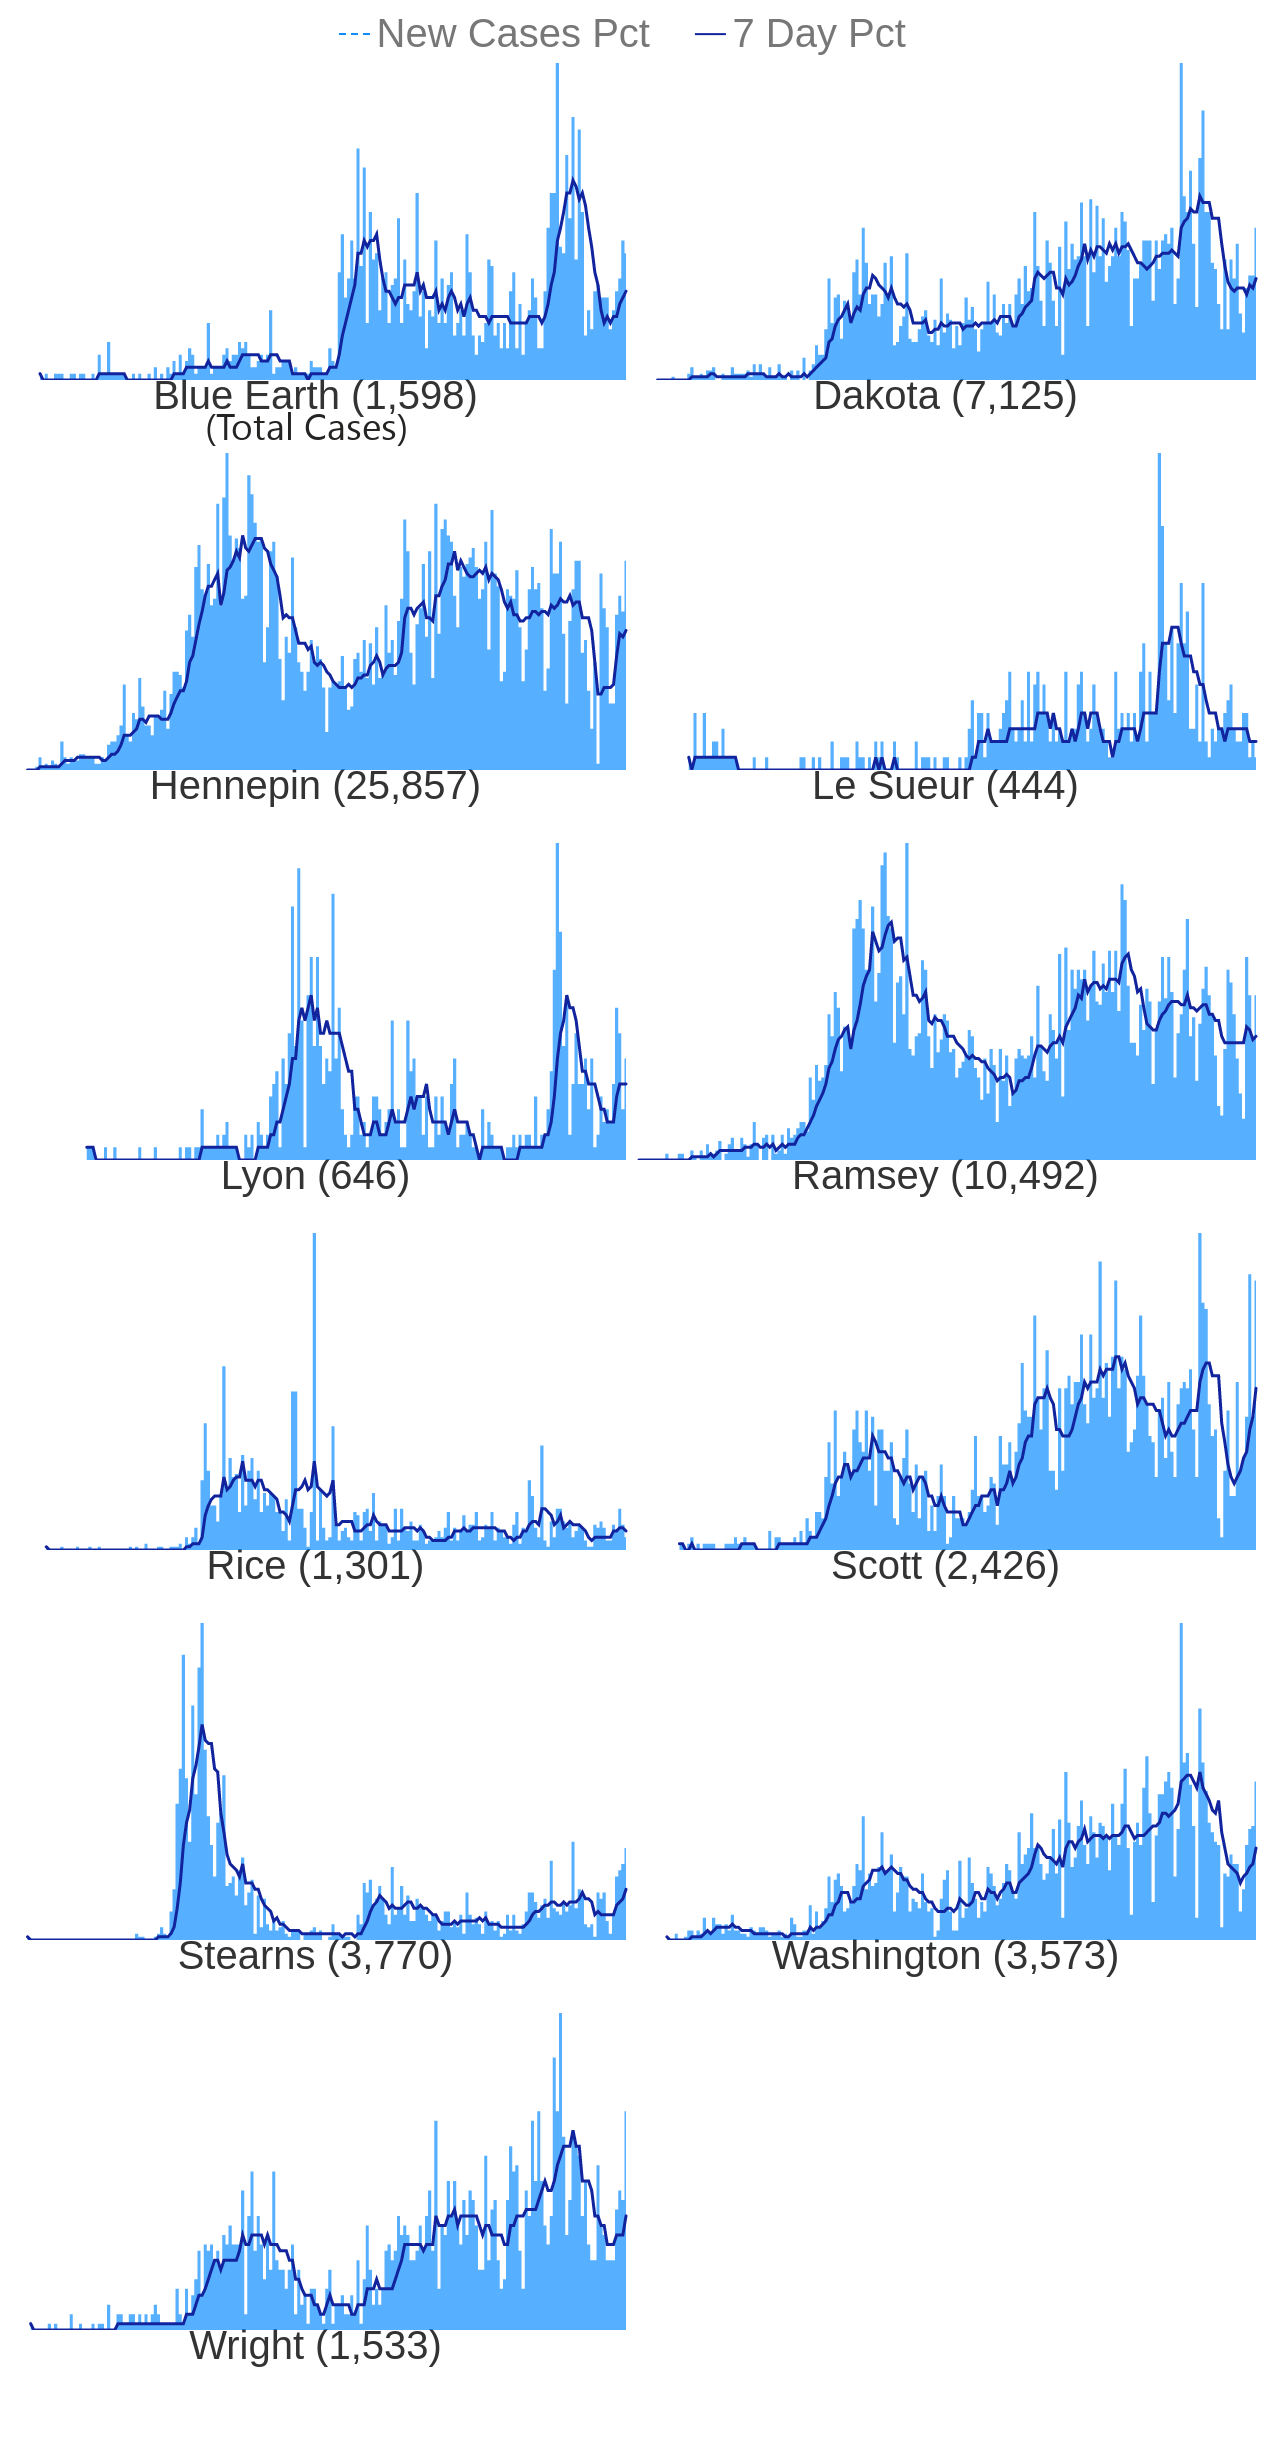 New Cases Pct 7 Day Pct
Blue Earth (1,598) Dakota (7,125)
(Total Cases)
Hennepin (25,857) Le Sueur (444)
Lyon (646) Ramsey (10,492)
Rice (1,301) Scott (2,426)
Stearns (3,770) Washington (3,573)
Wright (1,533)